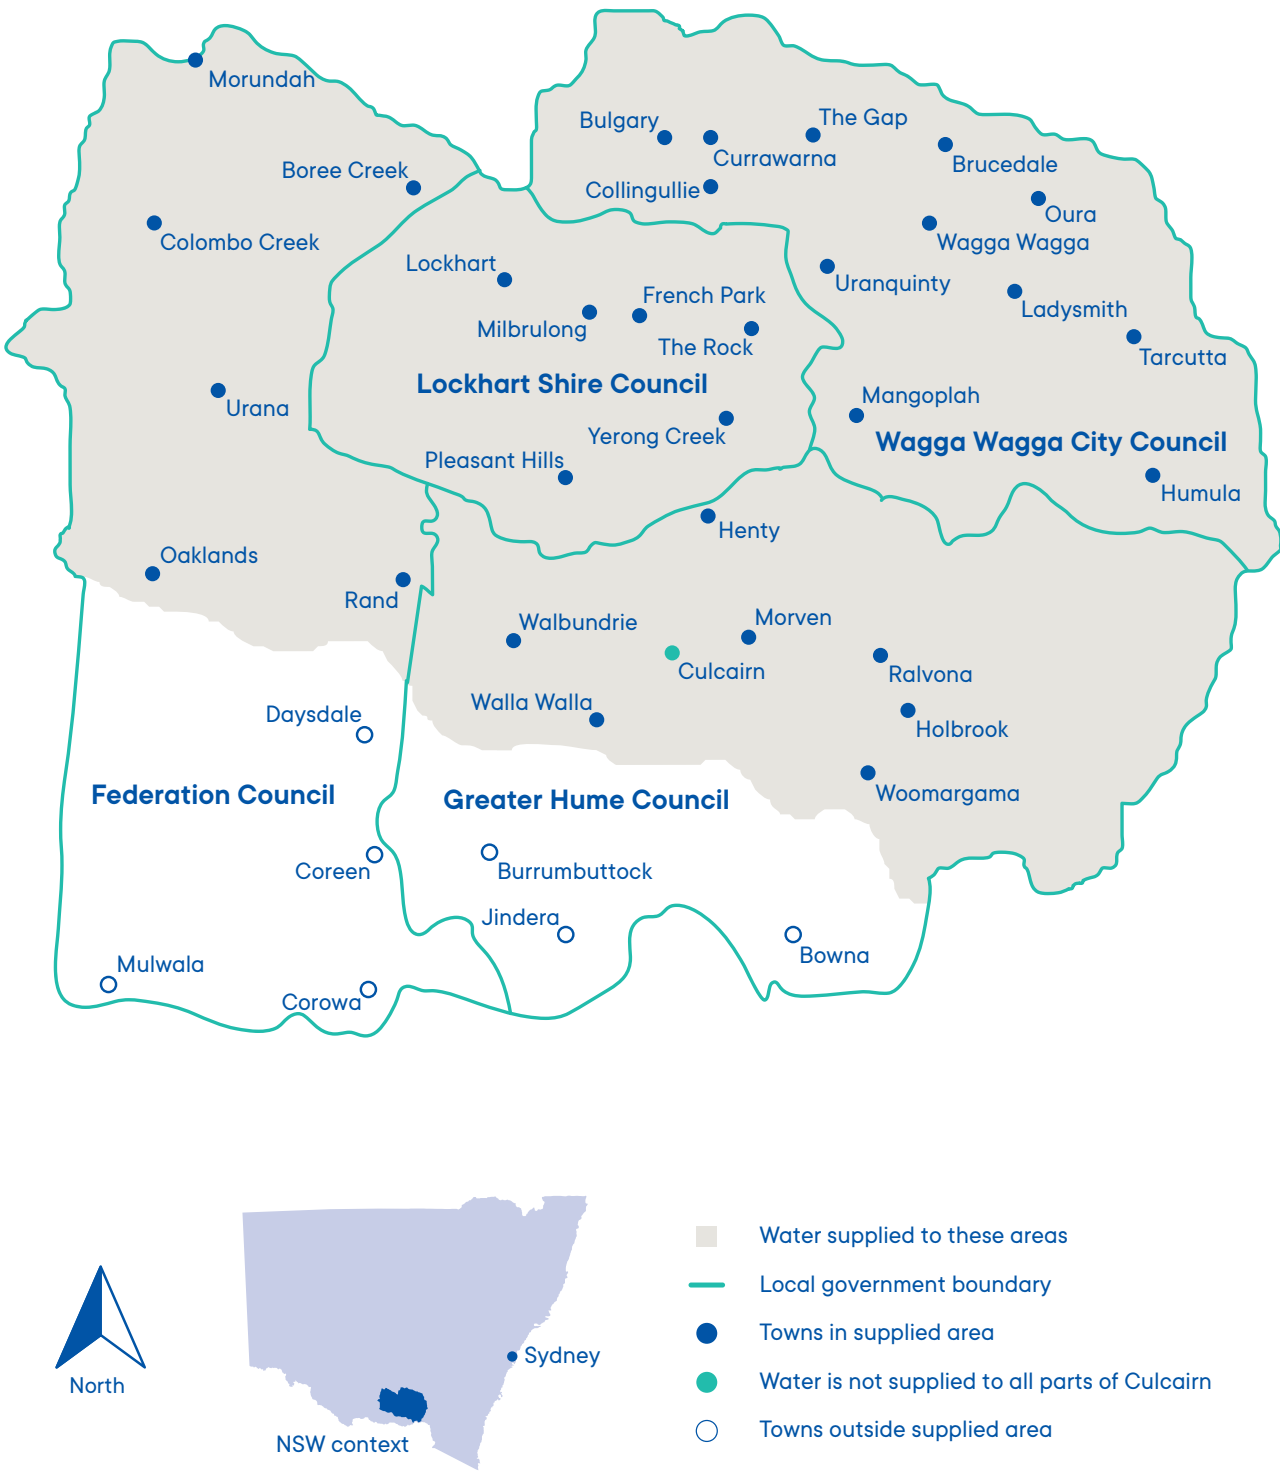 Morundah
Bulgary
The Gap
Currawarna
Brucedale
Boree Creek
Collingullie
Oura
Colombo Creek
Wagga Wagga
Lockhart
Uranquinty
French Park
Ladysmith
Milbrulong
The Rock
Tarcutta
Lockhart Shire Council
Mangoplah
Urana
Yerong Creek
Wagga Wagga City Council
Pleasant Hills
Humula
Henty
Oaklands
Rand
Walbundrie
Morven
Culcairn
Ralvona
Walla Walla
Daysdale
Holbrook
Federation Council
Greater Hume Council
Woomargama
Coreen
Burrumbuttock
Jindera
Bowna
Mulwala
Corowa
Water supplied to these areas
Local government boundary
Towns in supplied area
Sydney
North
Water is not supplied to all parts of Culcairn
Towns outside supplied area
NSW context